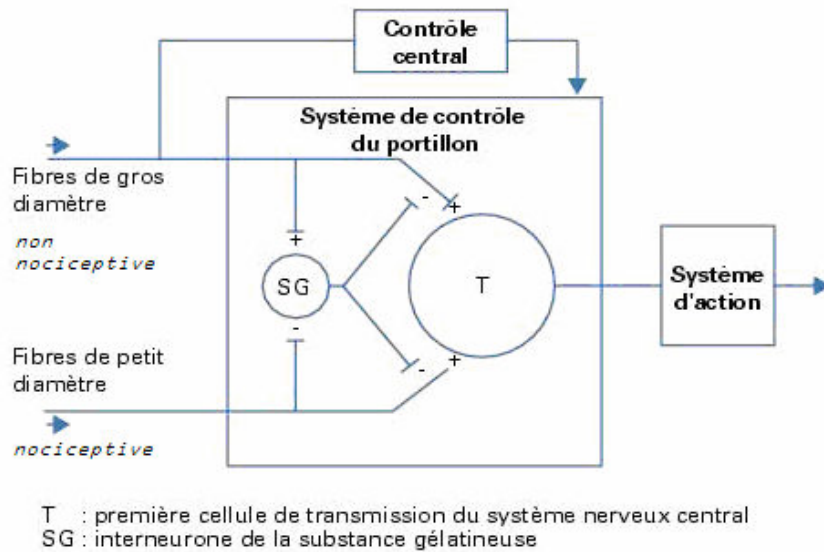 Contrôle
central
Système de contrôle
du portillon
Fibres de gros
diamètre
non
nociceptive
+
-
+
SG
T
Système
d'action
-
-
+
Fibres de petit
diamètre
nociceptive
T : première cellule de transmission du système nerveux central
SG : interneurone de la substance gélatineuse